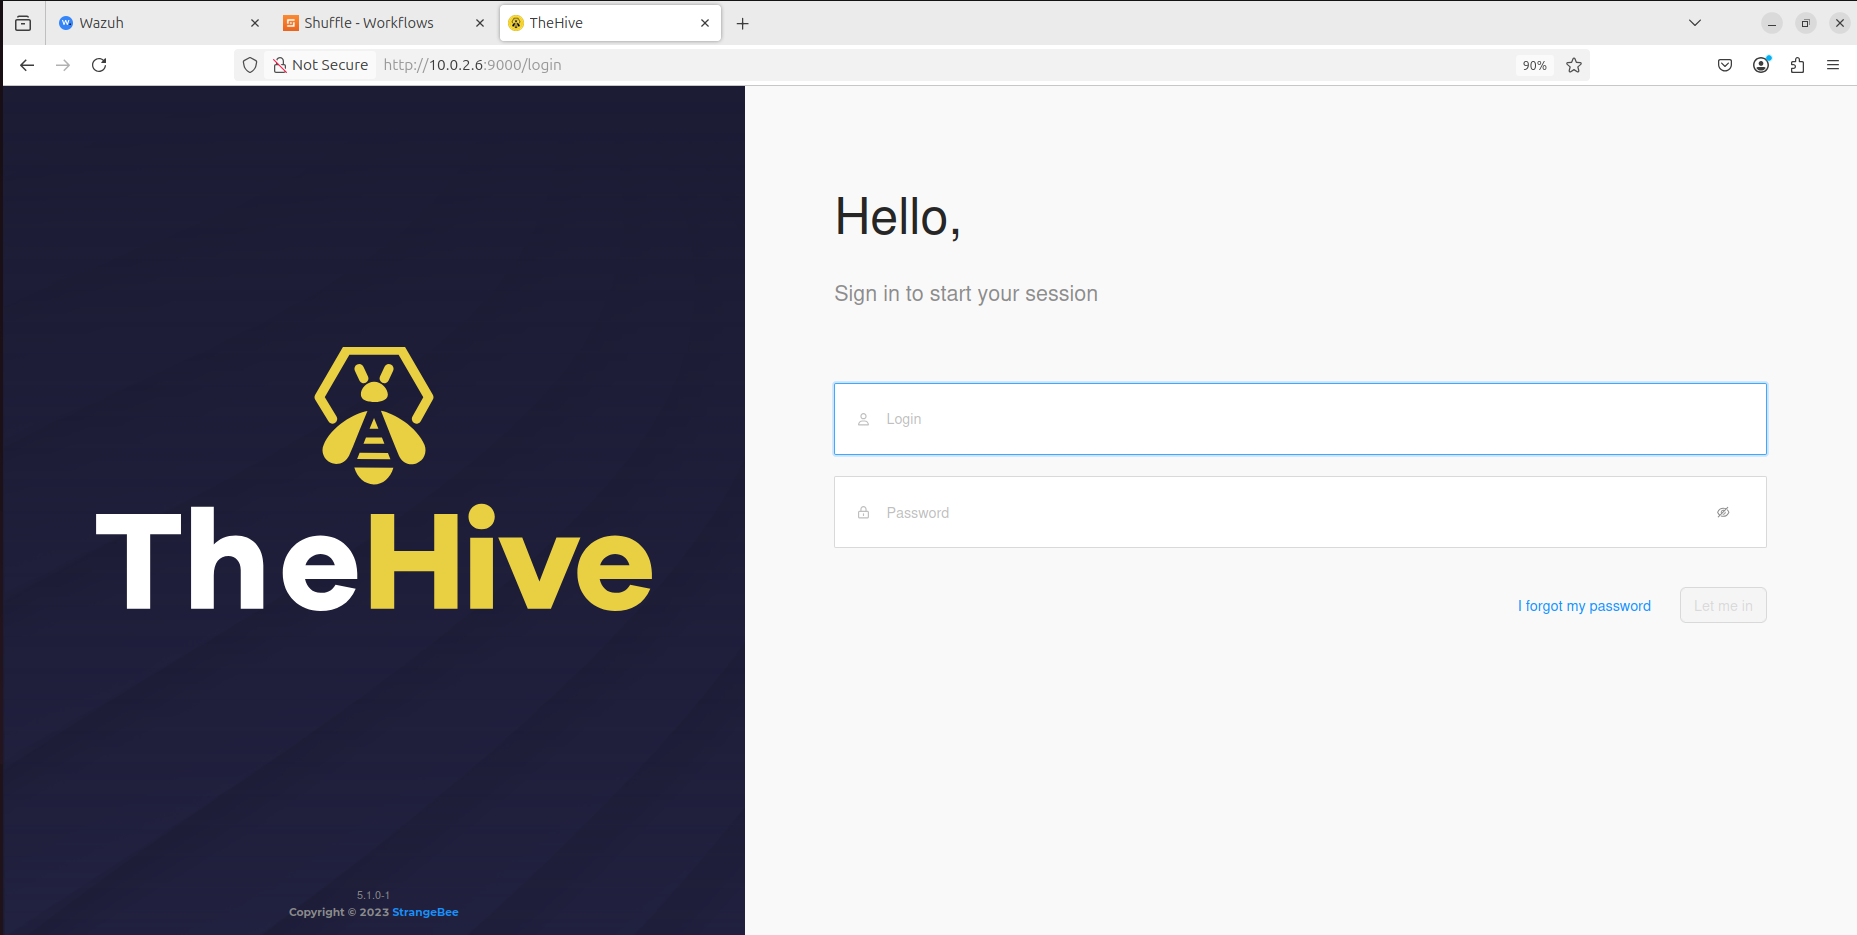 Wazuh
Shuffle - Workflows
TheHive
Not Secure
http://10.0.2.6:9000/login
90%
Hello,
Sign in to start your session
Login
Password
I forgot my password
Let me in
TheHive
5.1.0-1
Copyright © 2023 StrangeBee